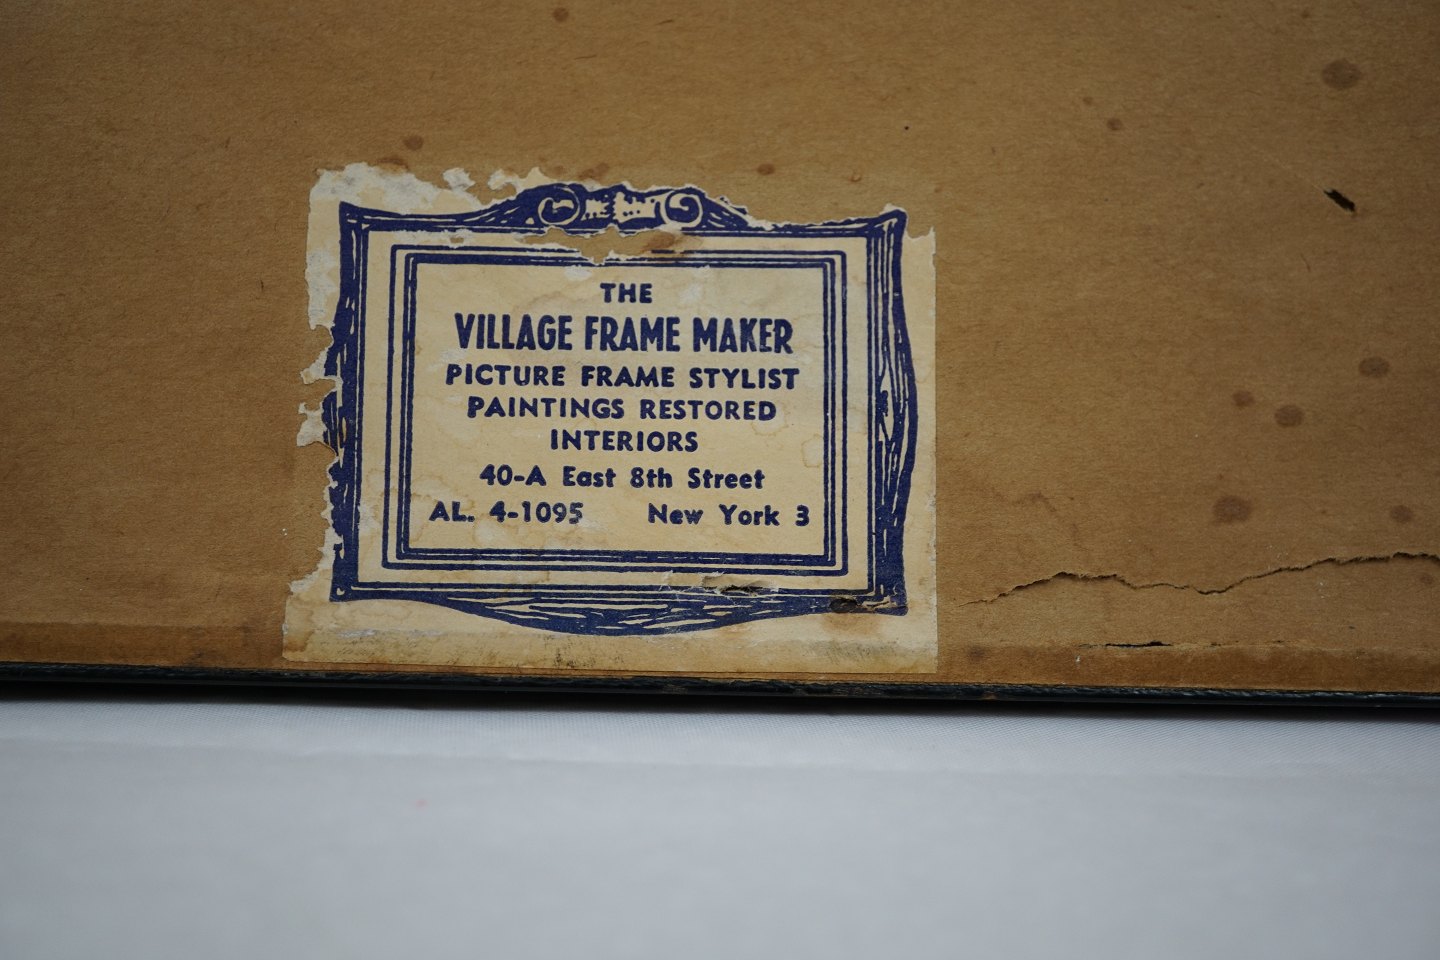 THE
VILLAGE FRAME MAKER
PICTURE FRAME STYLIST
PAINTINGS RESTORED
INTERIORS
40-A East 8th Street
AL. 4-1095 New York 3